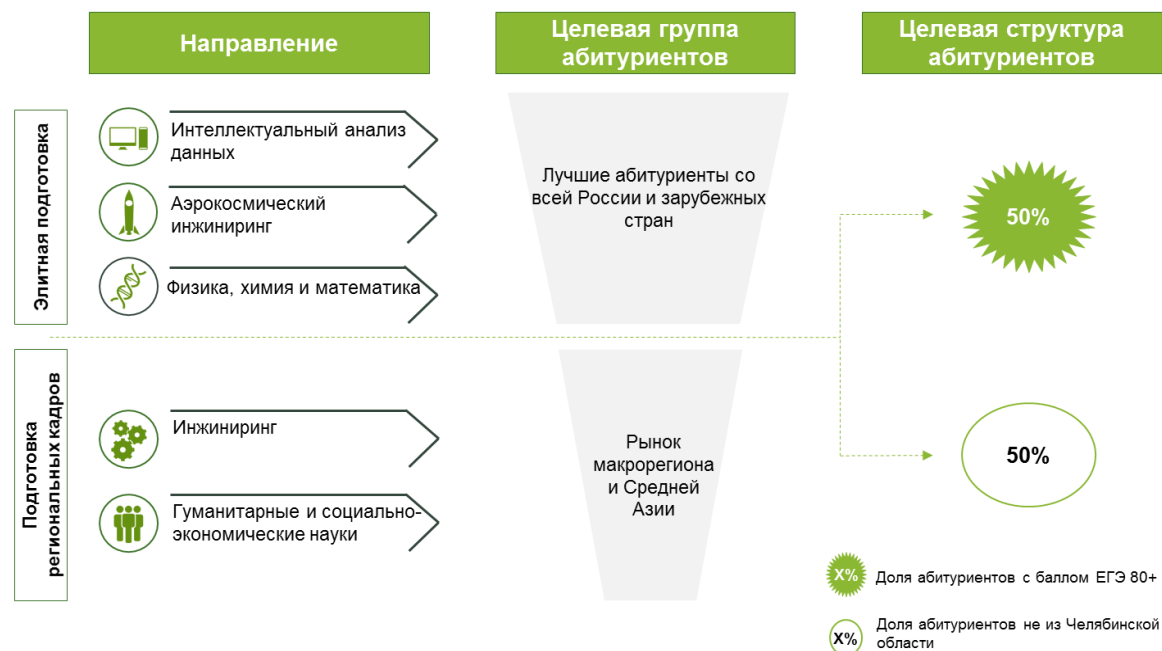 Направление
Целевая группа
абитуриентов
Целевая структура
абитуриентов
Элитная подготовка
Интеллектуальный анализ
данных
Аэрокосмический
инжиниринг
Физика, химия и математика
Лучшие абитуриенты со
всей России и зарубежных
стран
50%
Подготовка
региональных кадров
Инжиниринг
Гуманитарные и социально-
экономические науки
Рынок
макрорегиона
и Средней
Азии
50%
X%
Доля абитуриентов с баллом ЕГЭ 80+
X%
Доля абитуриентов не из Челябинской
области